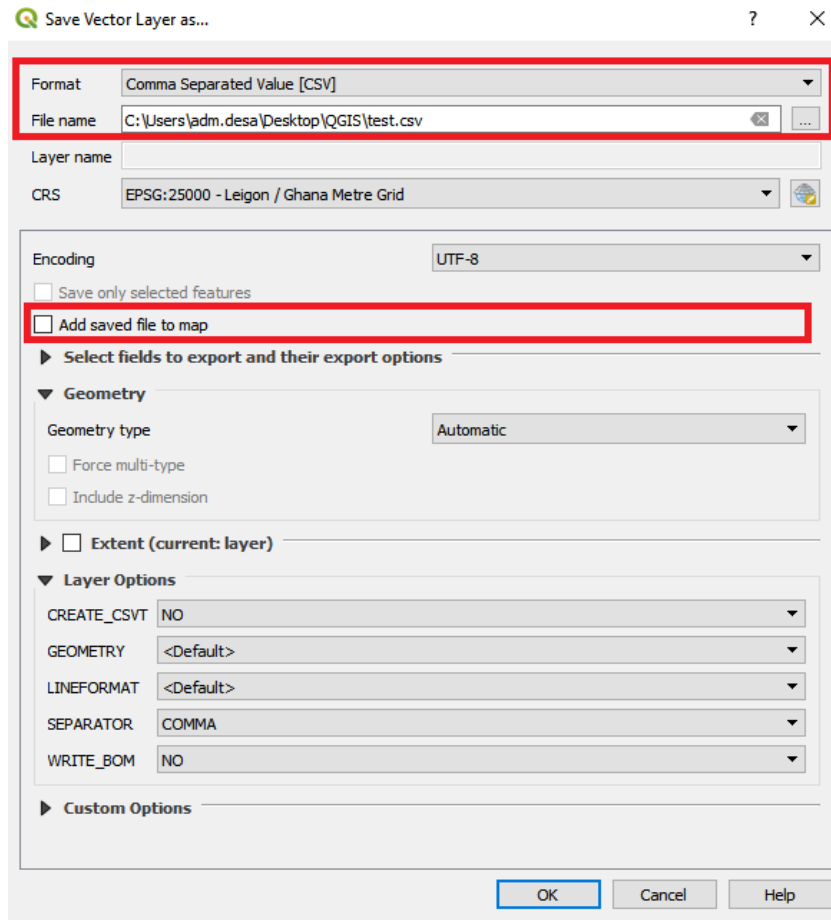 Save Vector Layer as...
?
Format Comma Separated Value [CSV]
File name C:\Users\adm.desa\Desktop\QGIS\test.csv
...
Layer name
CRS EPSG:25000 - Leigon / Ghana Metre Grid
Encoding UTF-8
Save only selected features
Add saved file to map
Select fields to export and their export options
Geometry
Geometry type Automatic
Force multi-type
Include z-dimension
Extent (current: layer)
Layer Options
CREATE_CSVT NO
GEOMETRY <Default>
LINEFORMAT <Default>
SEPARATOR COMMA
WRITE_BOM NO
Custom Options
OK Cancel Help